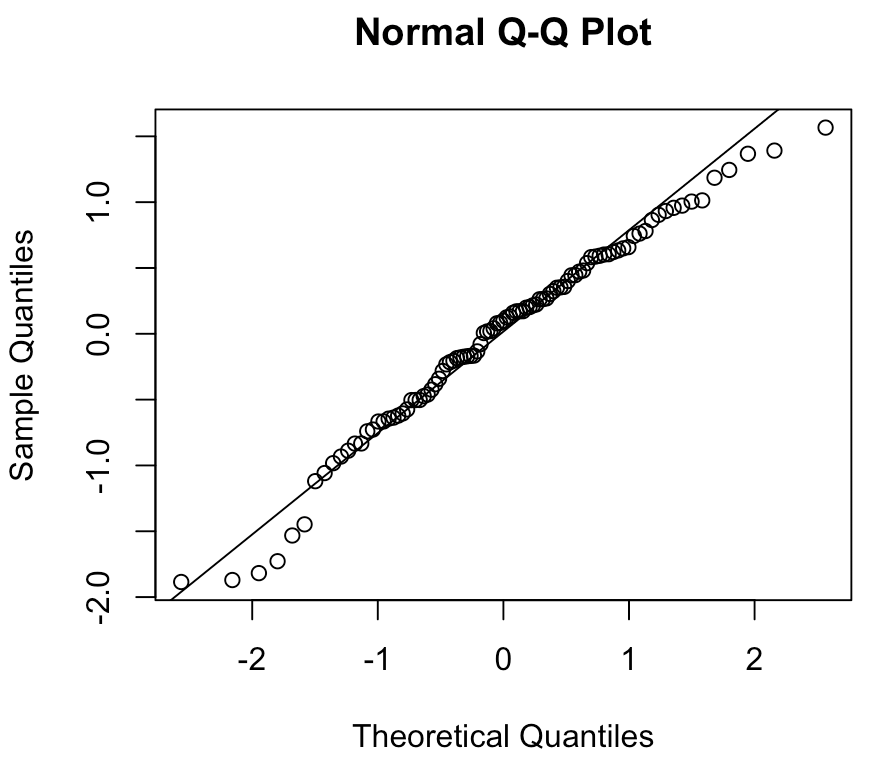 Normal Q-Q Plot
Sample Quantiles
1.0
0.0
-1.0
-2.0
-2 -1 0 1 2
Theoretical Quantiles